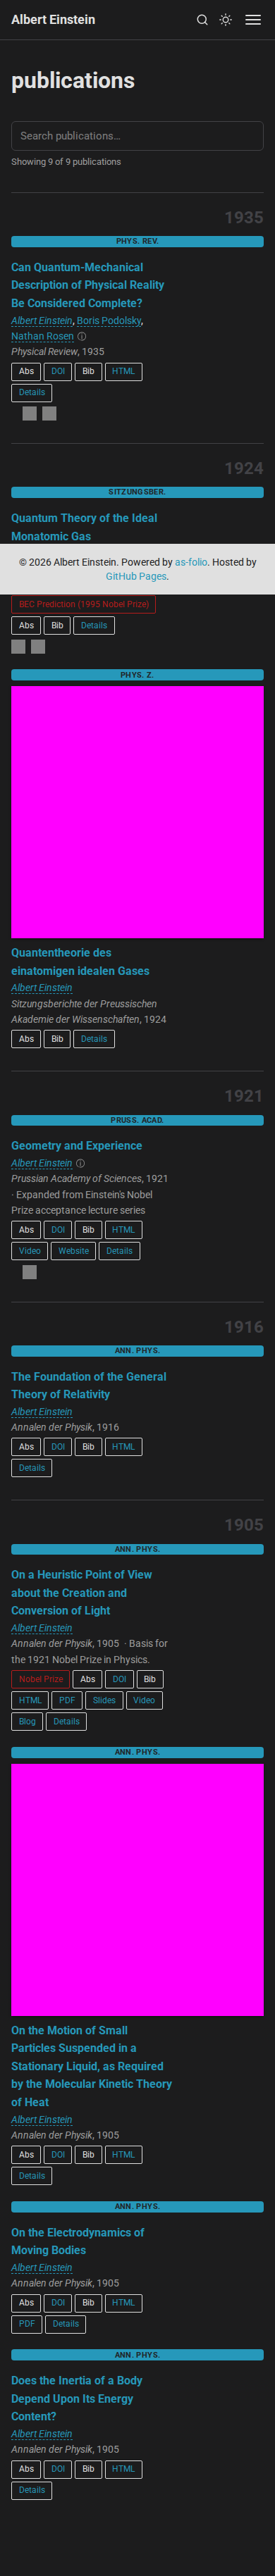 Albert Einstein
publications
Search publications...
Showing 9 of 9 publications
1935
PHYS. REV.
Can Quantum-Mechanical
Description of Physical Reality
Be Considered Complete?
Albert Einstein, Boris Podolsky,
Nathan Rosen
Physical Review, 1935
Abs DOI Bib HTML
Details
1924
SITZUNGSBER.
Quantum Theory of the Ideal
Monatomic Gas
© 2026 Albert Einstein. Powered by as-folio. Hosted by
GitHub Pages.
BEC Prediction (1995 Nobel Prize)
Abs Bib Details
PHYS. Z.
Quantentheorie des
einatomigen idealen Gases
Albert Einstein
Sitzungsberichte der Preussischen
Akademie der Wissenschaften, 1924
Abs Bib Details
1921
PRUSS. ACAD.
Geometry and Experience
Albert Einstein
Prussian Academy of Sciences, 1921
· Expanded from Einstein's Nobel
Prize acceptance lecture series
Abs DOI Bib HTML
Video Website Details
1916
ANN. PHYS.
The Foundation of the General
Theory of Relativity
Albert Einstein
Annalen der Physik, 1916
Abs DOI Bib HTML
Details
1905
ANN. PHYS.
On a Heuristic Point of View
about the Creation and
Conversion of Light
Albert Einstein
Annalen der Physik, 1905 · Basis for
the 1921 Nobel Prize in Physics.
Nobel Prize Abs DOI Bib
HTML PDF Slides Video
Blog Details
ANN. PHYS.
On the Motion of Small
Particles Suspended in a
Stationary Liquid, as Required
by the Molecular Kinetic Theory
of Heat
Albert Einstein
Annalen der Physik, 1905
Abs DOI Bib HTML
Details
ANN. PHYS.
On the Electrodynamics of
Moving Bodies
Albert Einstein
Annalen der Physik, 1905
Abs DOI Bib HTML
PDF Details
ANN. PHYS.
Does the Inertia of a Body
Depend Upon Its Energy
Content?
Albert Einstein
Annalen der Physik, 1905
Abs DOI Bib HTML
Details